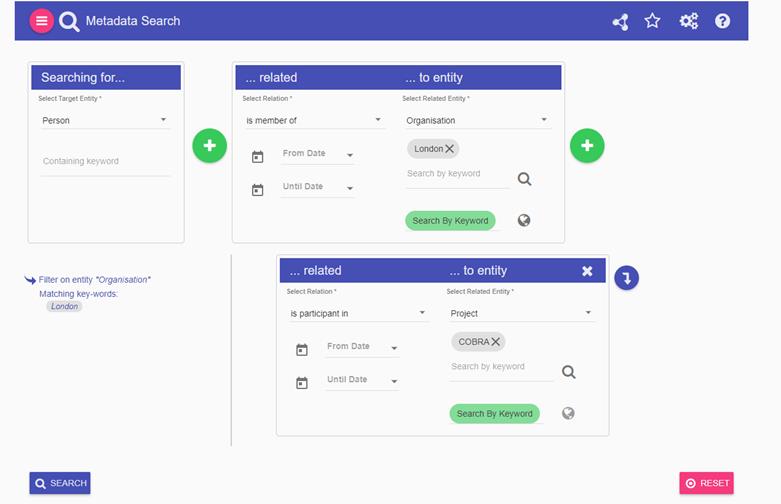 Metadata Search
Searching for...
Select Target Entity *
Person
Containing keyword
... related ... to entity
Select Relation * Select Related Entity *
is member of Organisation
London
From Date
Search by keyword
Until Date
Search By Keyword
Filter on entity "Organisation"
Matching key-words:
London
... related ... to entity
Select Relation * Select Related Entity *
is participant in Project
COBRA
From Date
Search by keyword
Until Date
Search By Keyword
SEARCH RESET